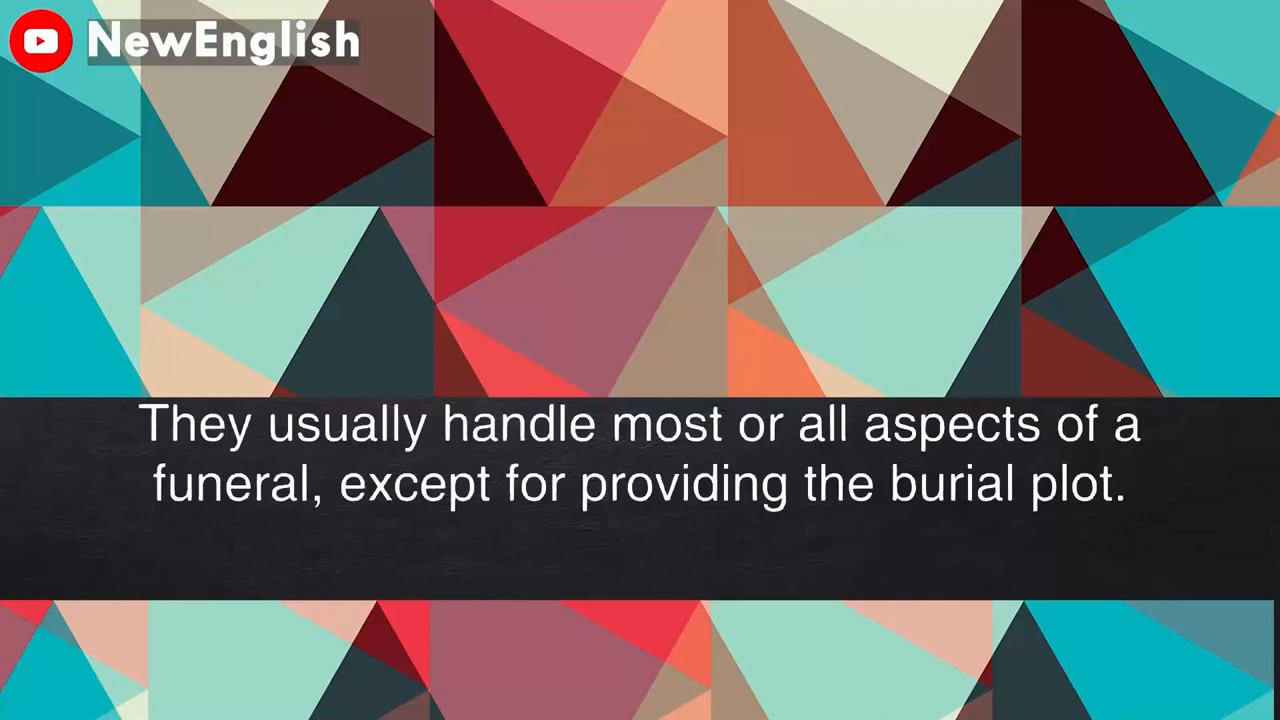 NewEnglish
They usually handle most or all aspects of a
funeral, except for providing the burial plot.